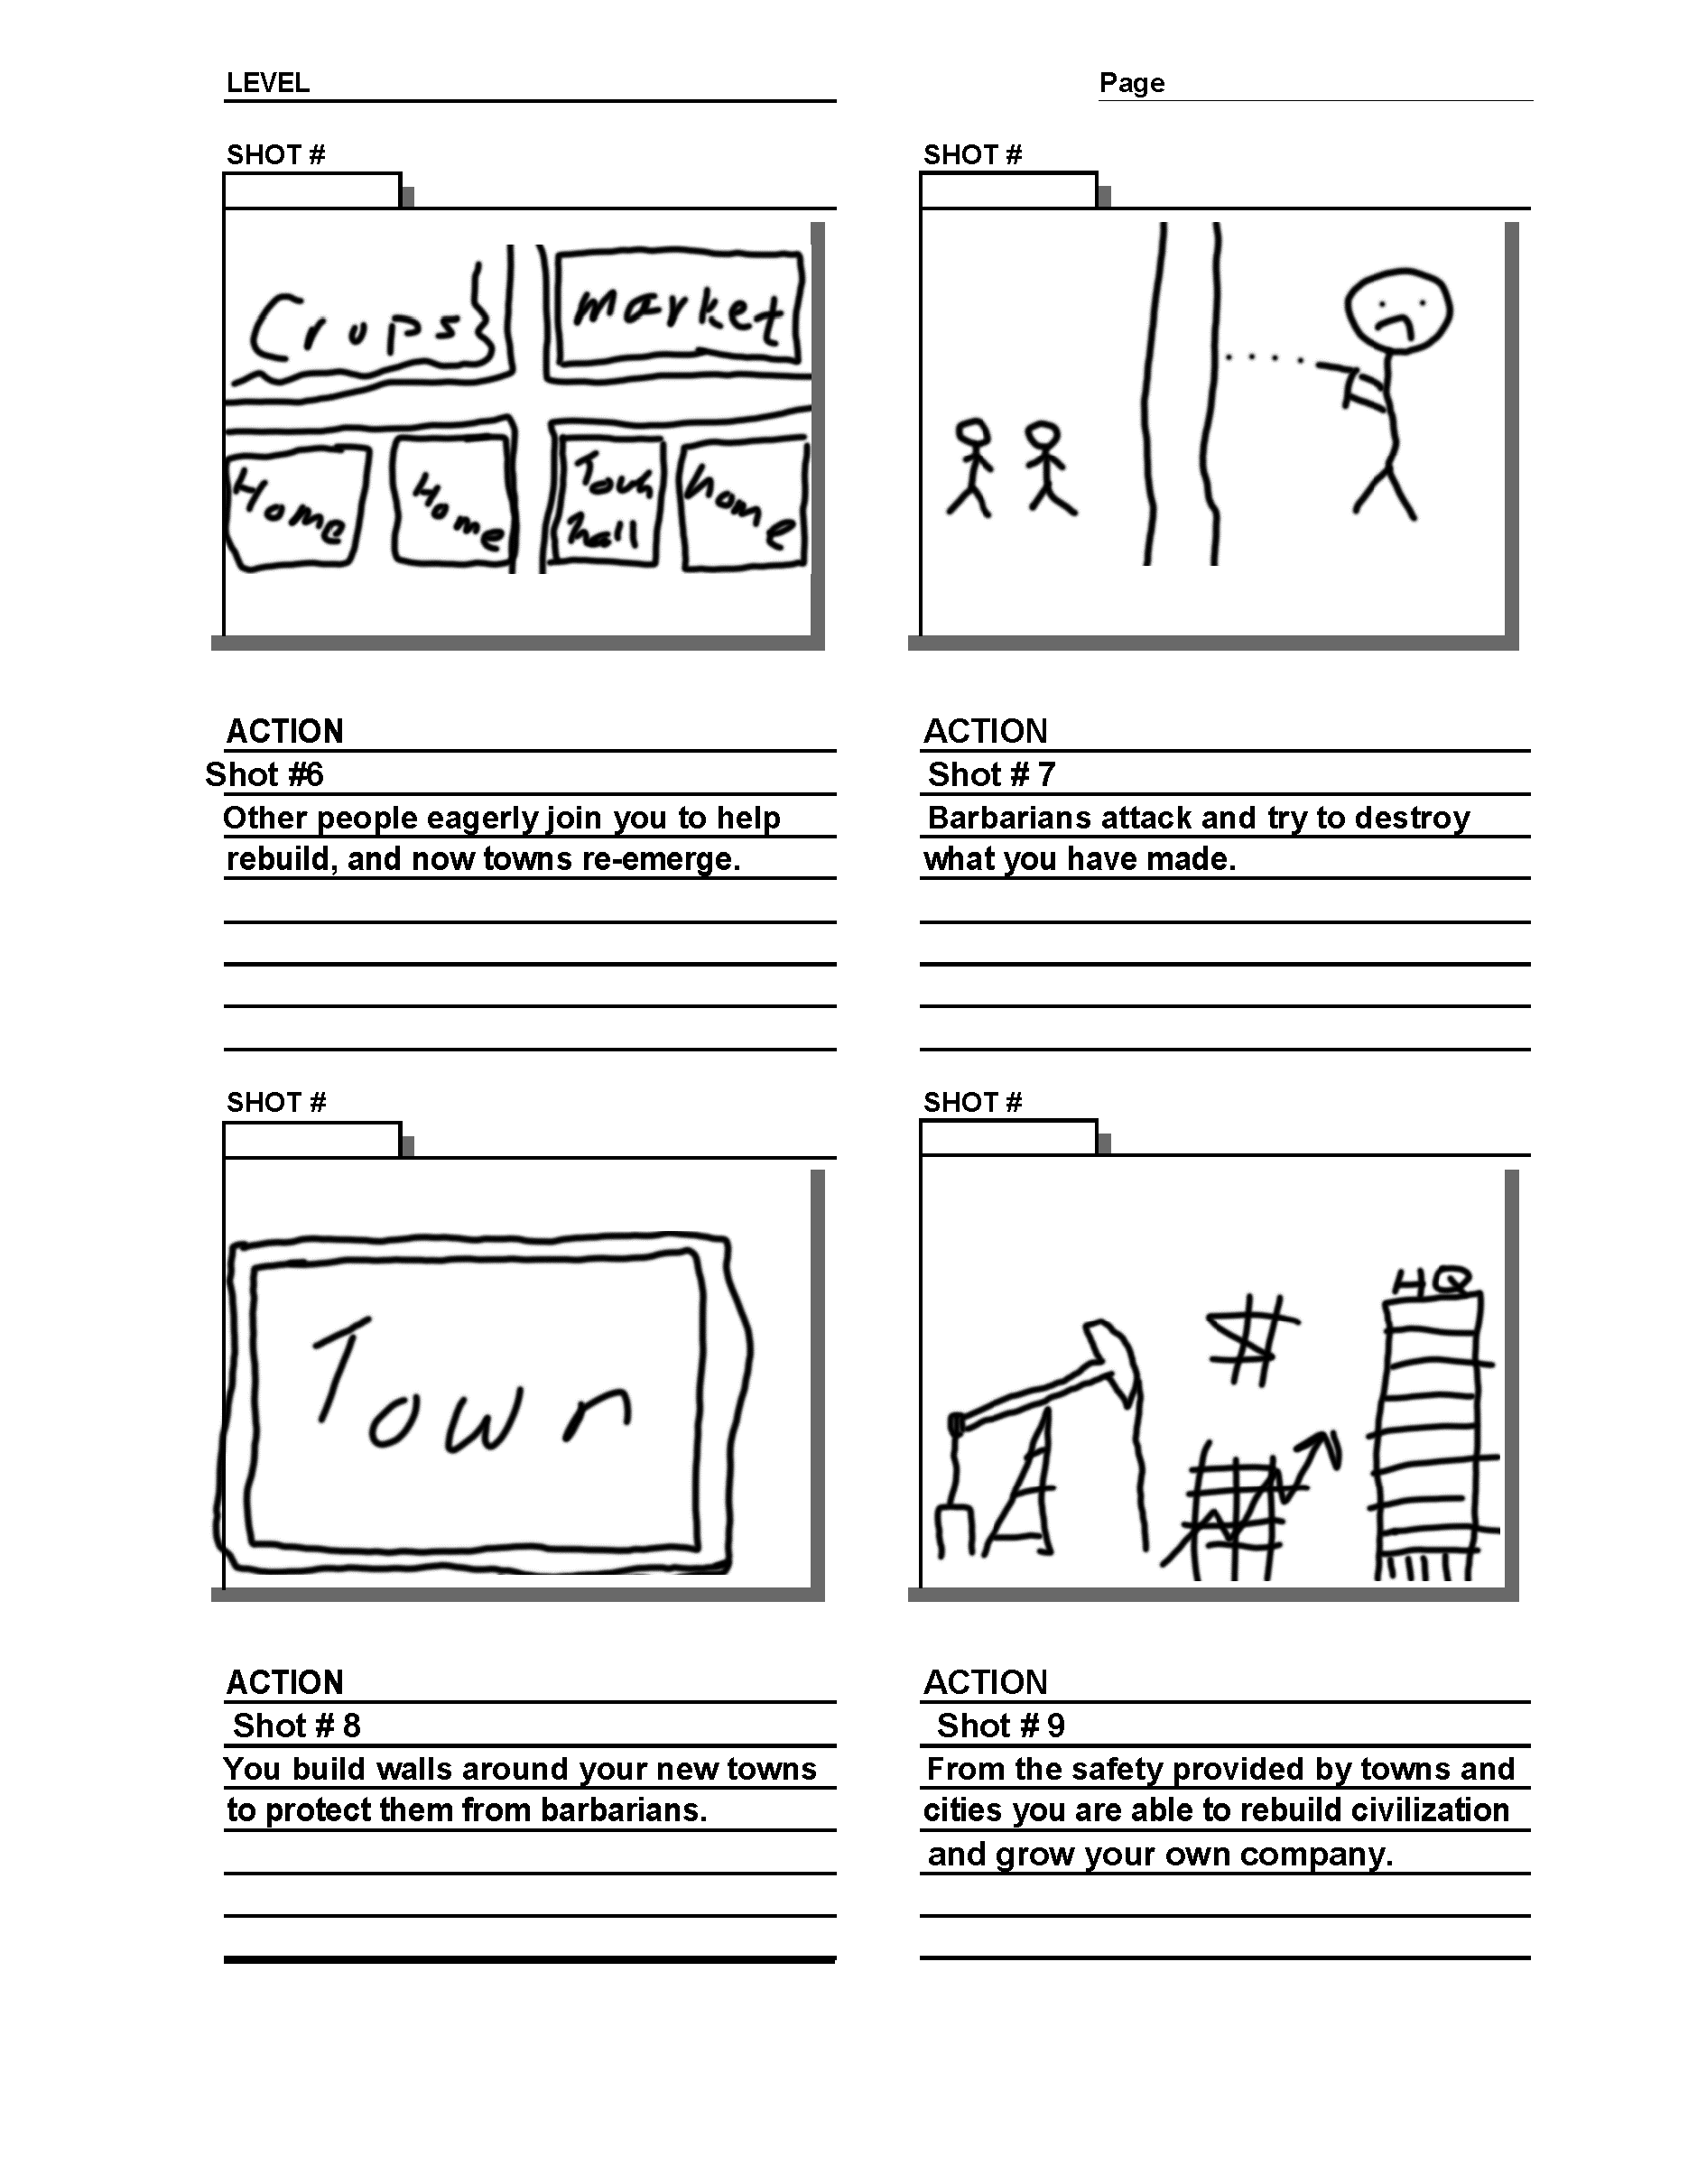 LEVEL
Page
SHOT #
SHOT #
Crops
market
Home
Home
Town
hall
home
ACTION
Shot #6
Other people eagerly join you to help
rebuild, and now towns re-emerge.
ACTION
Shot # 7
Barbarians attack and try to destroy
what you have made.
SHOT #
SHOT #
Town
$
HQ
ACTION
Shot # 8
You build walls around your new towns
to protect them from barbarians.
ACTION
Shot # 9
From the safety provided by towns and
cities you are able to rebuild civilization
and grow your own company.